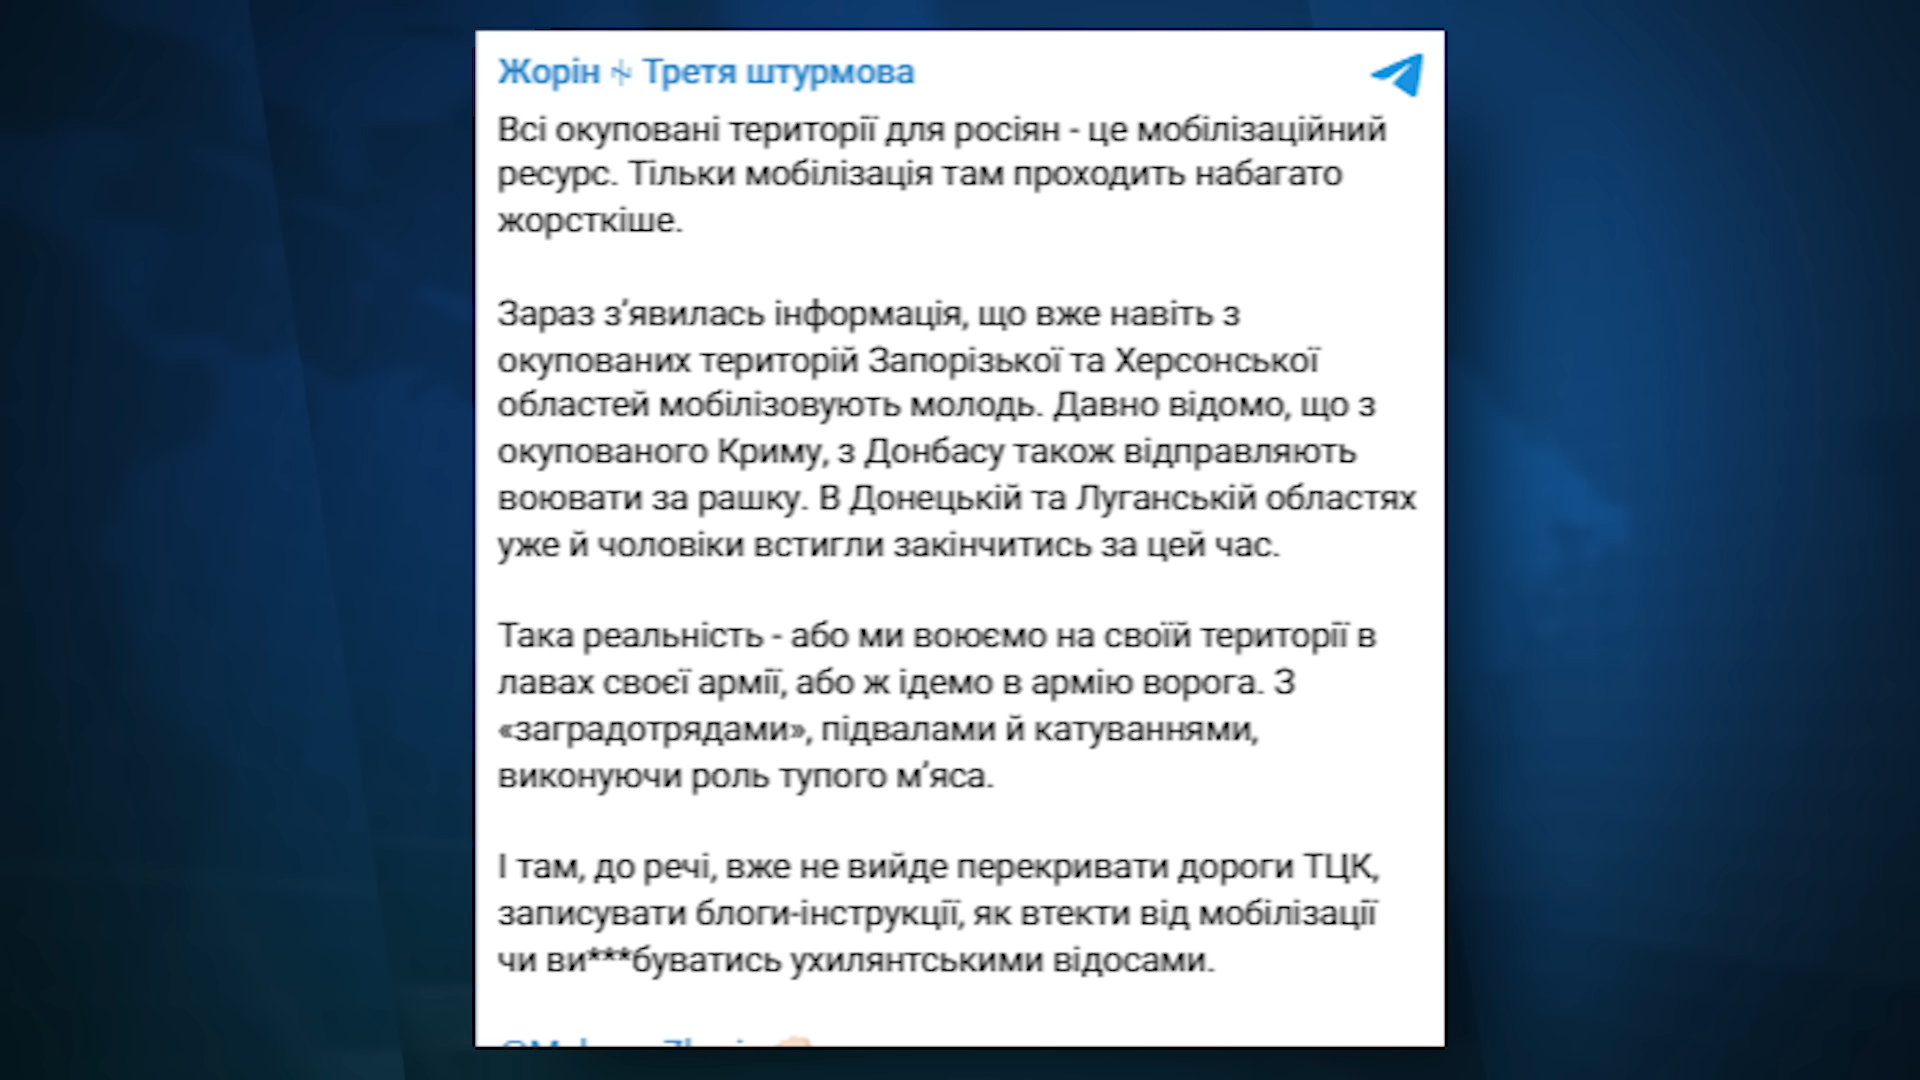 Жорін Третя штурмова
Всі окуповані території для росіян - це мобілізаційний
ресурс. Тільки мобілізація там проходить набагато
жорсткіше.
Зараз з’явилась інформація, що вже навіть з
окупованих територій Запорізької та Херсонської
областей мобілізовують молодь. Давно відомо, що з
окупованого Криму, з Донбасу також відправляють
воювати за рашку. В Донецькій та Луганській областях
уже й чоловіки встигли закінчитись за цей час.
Така реальність - або ми воюємо на своїй території в
лавах своєї армії, або ж ідемо в армію ворога. З
«заградотрядами», підвалами й катуваннями,
виконуючи роль тупого м’яса.
І там, до речі, вже не вийде перекривати дороги ТЦК,
записувати блоги-інструкції, як втекти від мобілізації
чи ви***буватись ухилянтськими відосами.